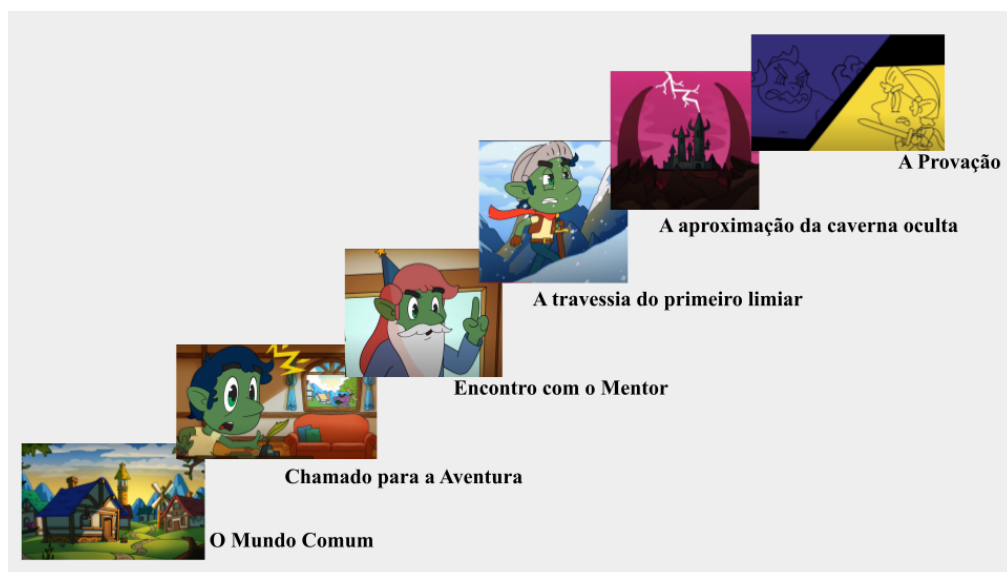 A Provação
A aproximação da caverna oculta
A travessia do primeiro limiar
Encontro com o Mentor
Chamado para a Aventura
O Mundo Comum